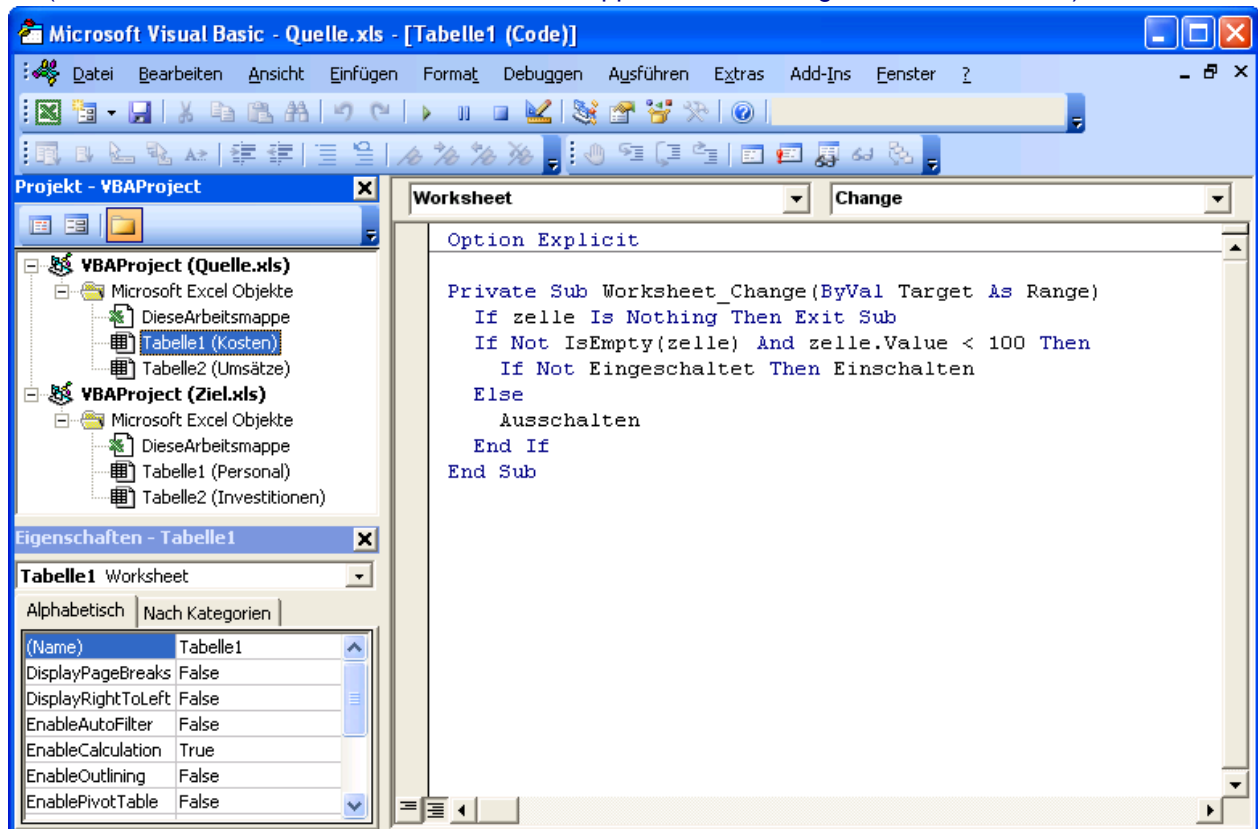 Microsoft Visual Basic - Quelle.xls - [Tabelle1 (Code)]
Datei Bearbeiten Ansicht Einfügen Format Debuggen Ausführen Extras Add-Ins Fenster ?
Projekt - VBAProject
VBAProject (Quelle.xls)
Microsoft Excel Objekte
DieseArbeitsmappe
Tabelle1 (Kosten)
Tabelle2 (Umsätze)
VBAProject (Ziel.xls)
Microsoft Excel Objekte
DieseArbeitsmappe
Tabelle1 (Personal)
Tabelle2 (Investitionen)
Eigenschaften - Tabelle1
Tabelle1 Worksheet
Alphabetisch Nach Kategorien
(Name) Tabelle1
DisplayPageBreaks False
DisplayRightToLeft False
EnableAutoFilter False
EnableCalculation True
EnableOutlining False
EnablePivotTable False
Worksheet Change
Option Explicit
Private Sub Worksheet_Change(ByVal Target As Range)
If zelle Is Nothing Then Exit Sub
If Not IsEmpty(zelle) And zelle.Value < 100 Then
If Not Eingeschaltet Then Einschalten
Else
Ausschalten
End If
End Sub